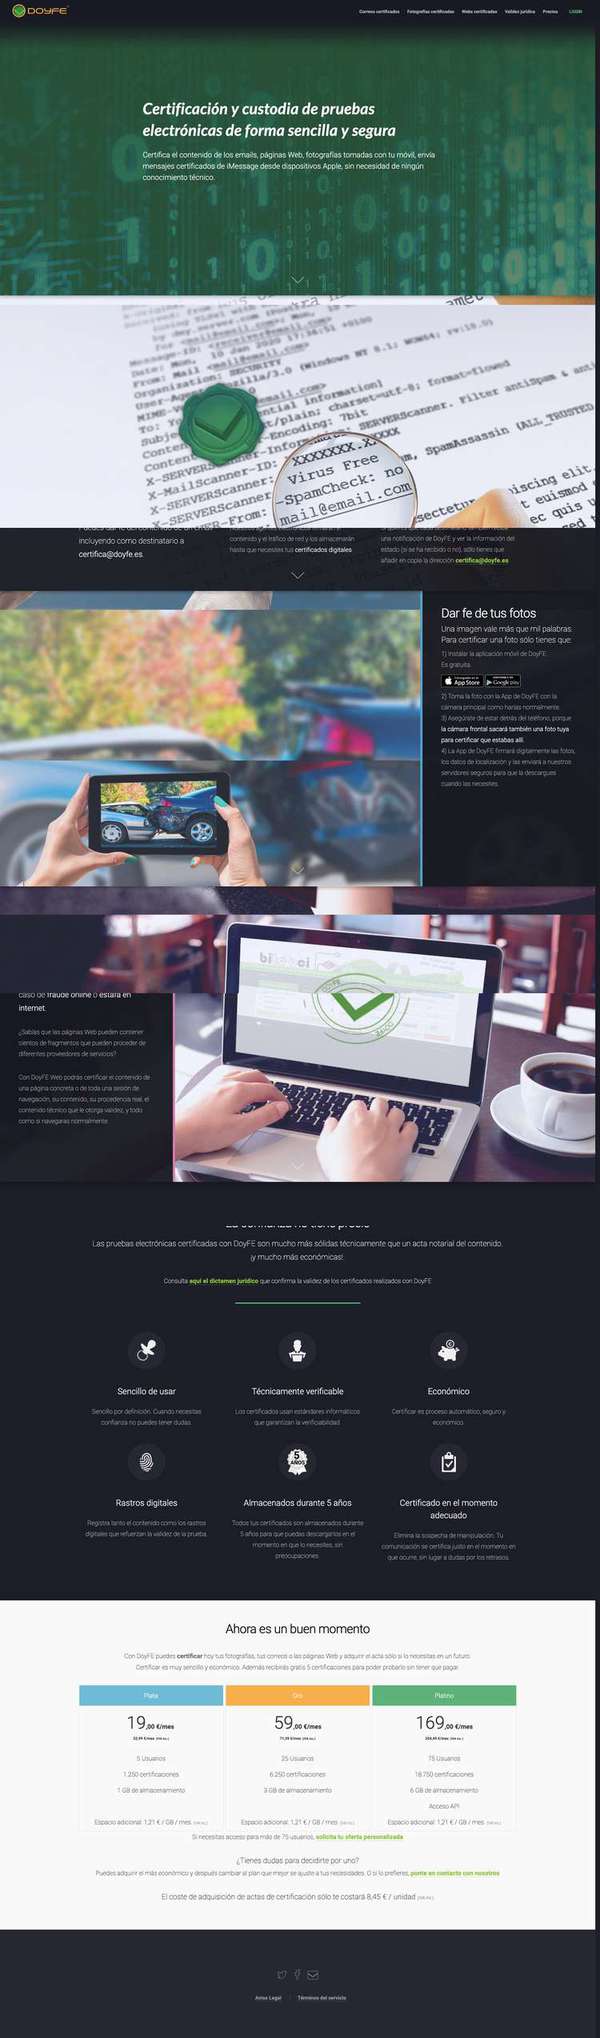 DOYFE
Correos certificados
Fotografías certificadas
Webs certificadas
Validez jurídica
Precios
LOGIN
Certificación y custodia de pruebas
electrónicas de forma sencilla y segura
Certifica el contenido de los emails, páginas Web, fotografías tomadas con tu móvil, envía
mensajes certificados de iMessage desde dispositivos Apple, sin necesidad de ningún
conocimiento técnico.
XXXXXXX.X
Virus Free
-SpamCheck: no
mail@email.com
incluyendo como destinatario a
certifica@doyfe.es.
contenido y el tráfico de red y los almacenarán
hasta que necesites tus certificados digitales
una notificación de DoyFE y ver la información del
estado (si se ha recibido o no), sólo tienes que
añadir en copia la dirección certifica@doyfe.es
Dar fe de tus fotos
Una imagen vale más que mil palabras.
Para certificar una foto sólo tienes que:
1) Instalar la aplicación móvil de DoyFE.
Es gratuita.
App Store
Google play
2) Toma la foto con la App de DoyFE con la
cámara principal como harías normalmente.
3) Asegúrate de estar detrás del teléfono, porque
la cámara frontal sacará también una foto tuya
para certificar que estabas allí.
4) La App de DoyFE firmará digitalmente las fotos,
los datos de localización y las enviará a nuestros
servidores seguros para que la descargues
cuando las necesites.
caso de fraude online o estafa en
internet.
¿Sabías que las páginas Web pueden contener
cientos de fragmentos que pueden proceder de
diferentes proveedores de servicios?
Con DoyFE Web podrás certificar el contenido de
una página concreta o de toda una sesión de
navegación, su contenido, su procedencia real, el
contenido técnico que le otorga validez, y todo
como si navegaras normalmente.
La confianza no tiene precio
Las pruebas electrónicas certificadas con DoyFE son mucho más sólidas técnicamente que un acta notarial del contenido.
¡y mucho más económicas!.
Consulta aquí el dictamen jurídico que confirma la validez de los certificados realizados con DoyFE
Sencillo de usar
Sencillo por definición. Cuando necesitas
confianza no puedes tener dudas.
Técnicamente verificable
Los certificados usan estándares informáticos
que garantizan la verificabilidad.
Económico
Certificar es proceso automático, seguro y
económico.
Rastros digitales
Registra tanto el contenido como los rastros
digitales que refuerzan la validez de la prueba.
5
AÑOS
Almacenados durante 5 años
Todos tus certificados son almacenados durante
5 años para que puedas descargarlos en el
momento en que lo necesites, sin
preocupaciones.
Certificado en el momento
adecuado
Elimina la sospecha de manipulación. Tu
comunicación se certifica justo en el momento en
que ocurre, sin lugar a dudas por los retrasos.
Ahora es un buen momento
Con DoyFE puedes certificar hoy tus fotografías, tus correos o las páginas Web y adquirir el acta sólo si lo necesitas en un futuro.
Certificar es muy sencillo y económico. Además recibirás gratis 5 certificaciones para poder probarlo sin tener que pagar.
Plata
19,00 €/mes
5 Usuarios
1.250 certificaciones
1 GB de almacenamiento
Espacio adicional: 1,21 € / GB / mes
Oro
59,00 €/mes
25 Usuarios
6.250 certificaciones
3 GB de almacenamiento
Espacio adicional: 1,21 € / GB / mes
Platino
169,00 €/mes
75 Usuarios
18.750 certificaciones
6 GB de almacenamiento
Acceso API
Espacio adicional: 1,21 € / GB / mes
Si necesitas acceso para más de 75 usuarios, solicita tu oferta personalizada
¿Tienes dudas para decidirte por uno?
Puedes adquirir el más económico y después cambiar al plan que mejor se ajuste a tus necesidades. O si lo prefieres, ponte en contacto con nosotros
El coste de adquisición de actas de certificación sólo te costará 8,45 € / unidad
Aviso Legal
Términos del servicio